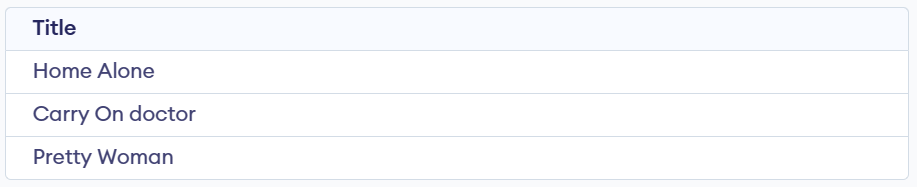 Title
Home Alone
Carry On doctor
Pretty Woman